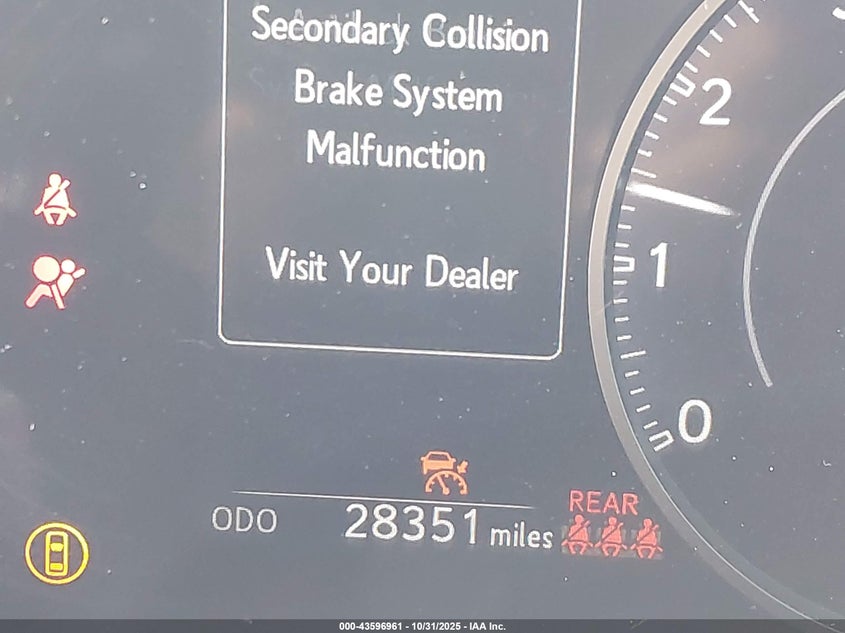 Secondary Collision
Brake System
Malfunction
Visit Your Dealer
2
1
0
REAR
ODO 28351 miles
000-43596961 - 10/31/2025 - IAA Inc.